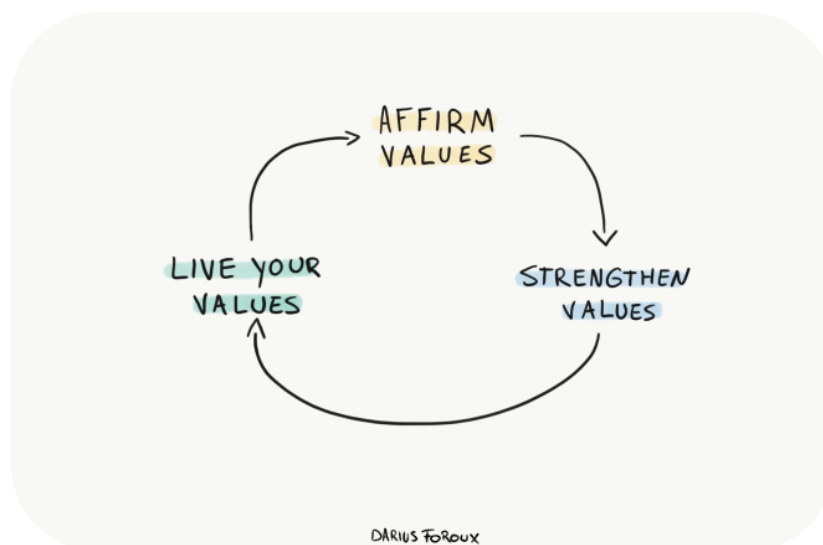 AFFIRM
VALUES
STRENGTHEN
VALUES
LIVE YOUR
VALUES
DARIUS FOROUX